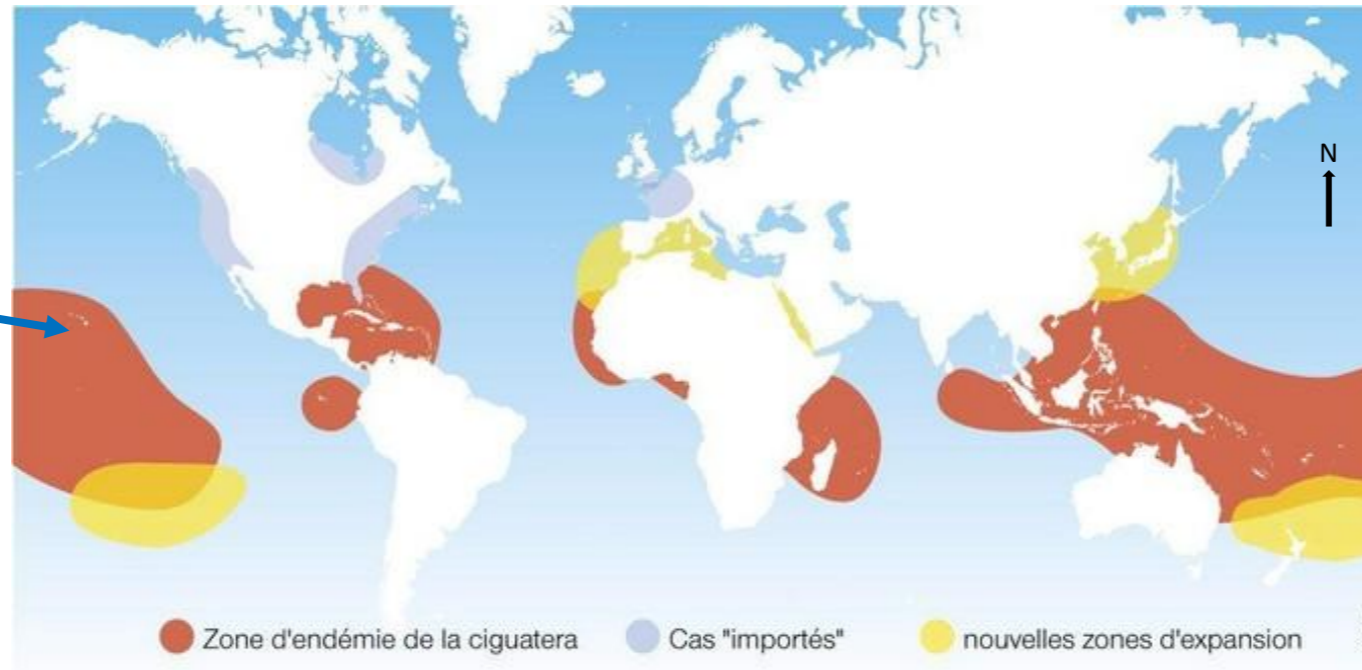 N
Zone d'endémie de la ciguatera
Cas "importés"
nouvelles zones d'expansion